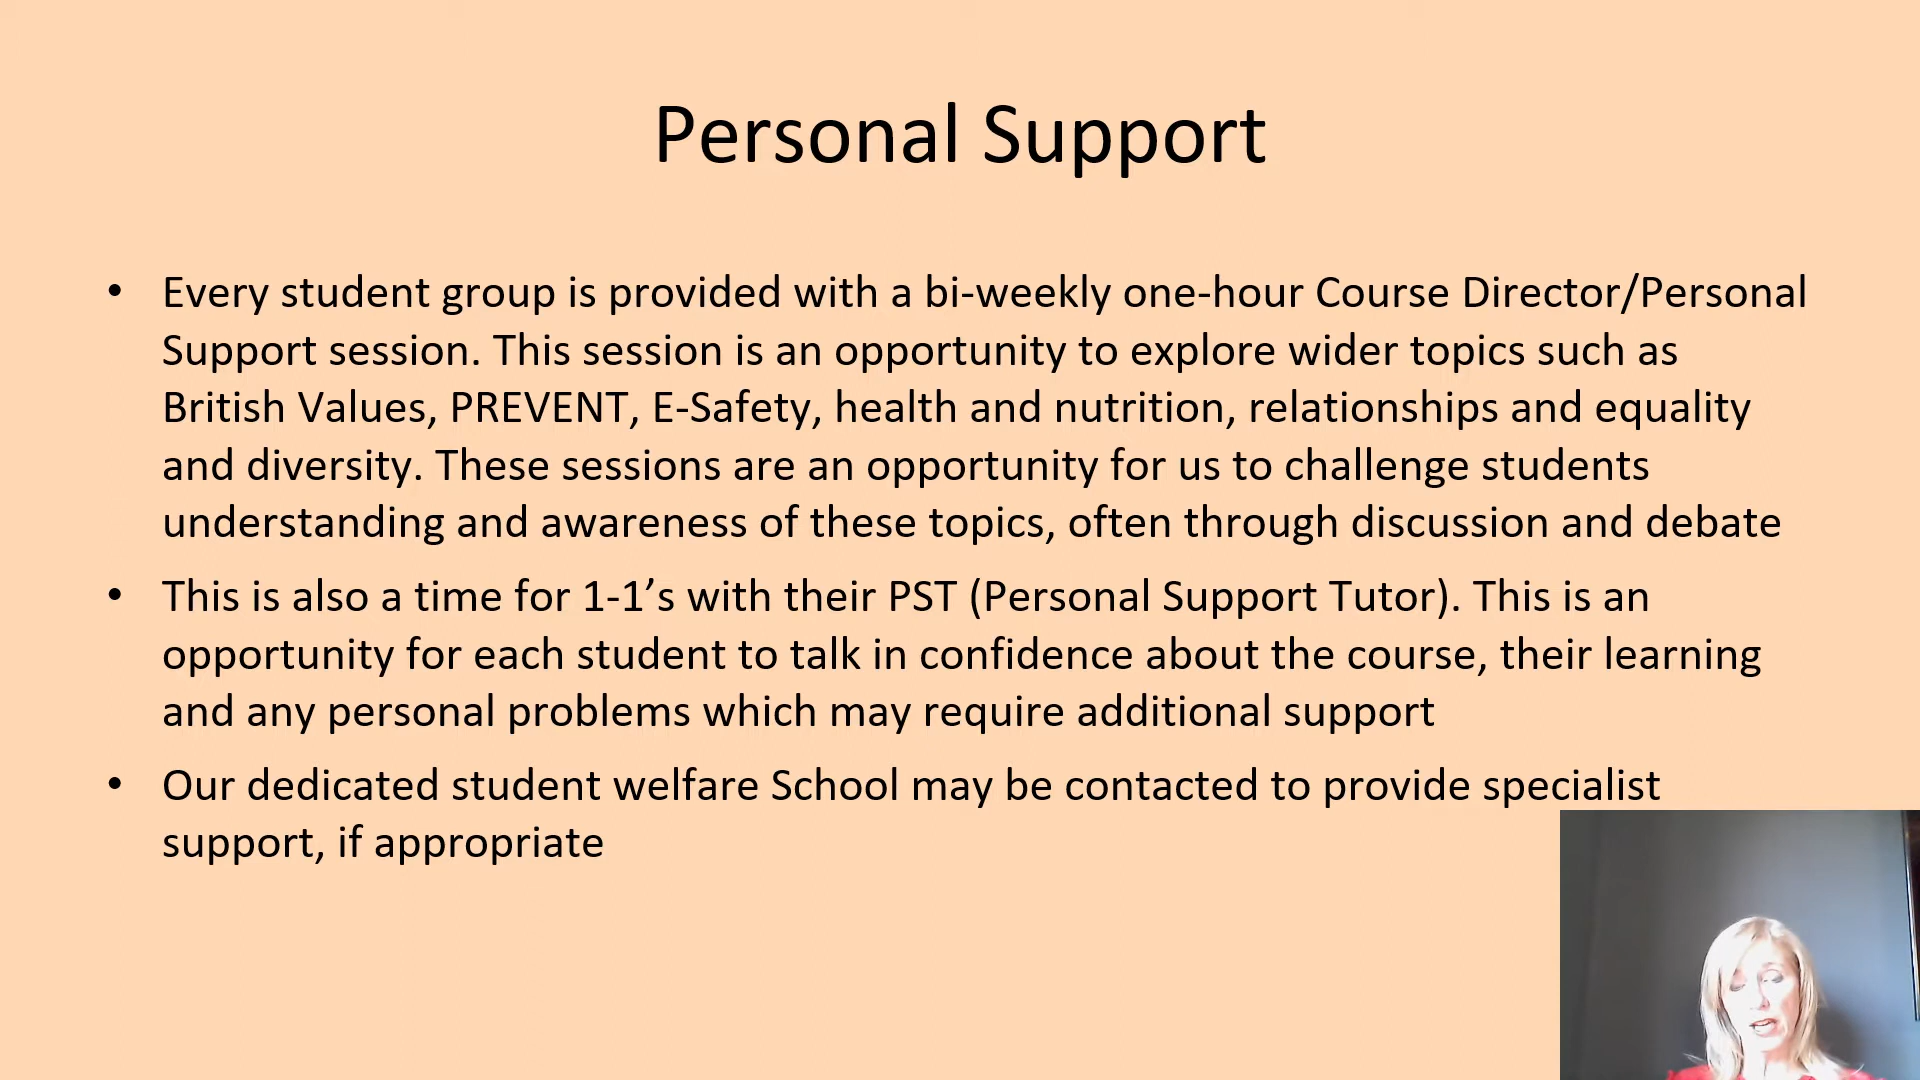 Personal Support
• Every student group is provided with a bi-weekly one-hour Course Director/Personal
Support session. This session is an opportunity to explore wider topics such as
British Values, PREVENT, E-Safety, health and nutrition, relationships and equality
and diversity. These sessions are an opportunity for us to challenge students
understanding and awareness of these topics, often through discussion and debate
• This is also a time for 1-1’s with their PST (Personal Support Tutor). This is an
opportunity for each student to talk in confidence about the course, their learning
and any personal problems which may require additional support
• Our dedicated student welfare School may be contacted to provide specialist
support, if appropriate